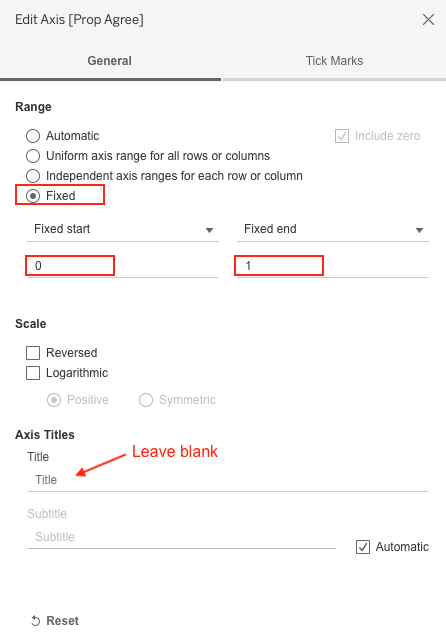 Edit Axis [Prop Agree]
General
Tick Marks
Range
Automatic
Include zero
Uniform axis range for all rows or columns
Independent axis ranges for each row or column
Fixed
Fixed start
Fixed end
0
1
Scale
Reversed
Logarithmic
Positive
Symmetric
Axis Titles
Title
Leave blank
Title
Subtitle
Subtitle
Automatic
Reset